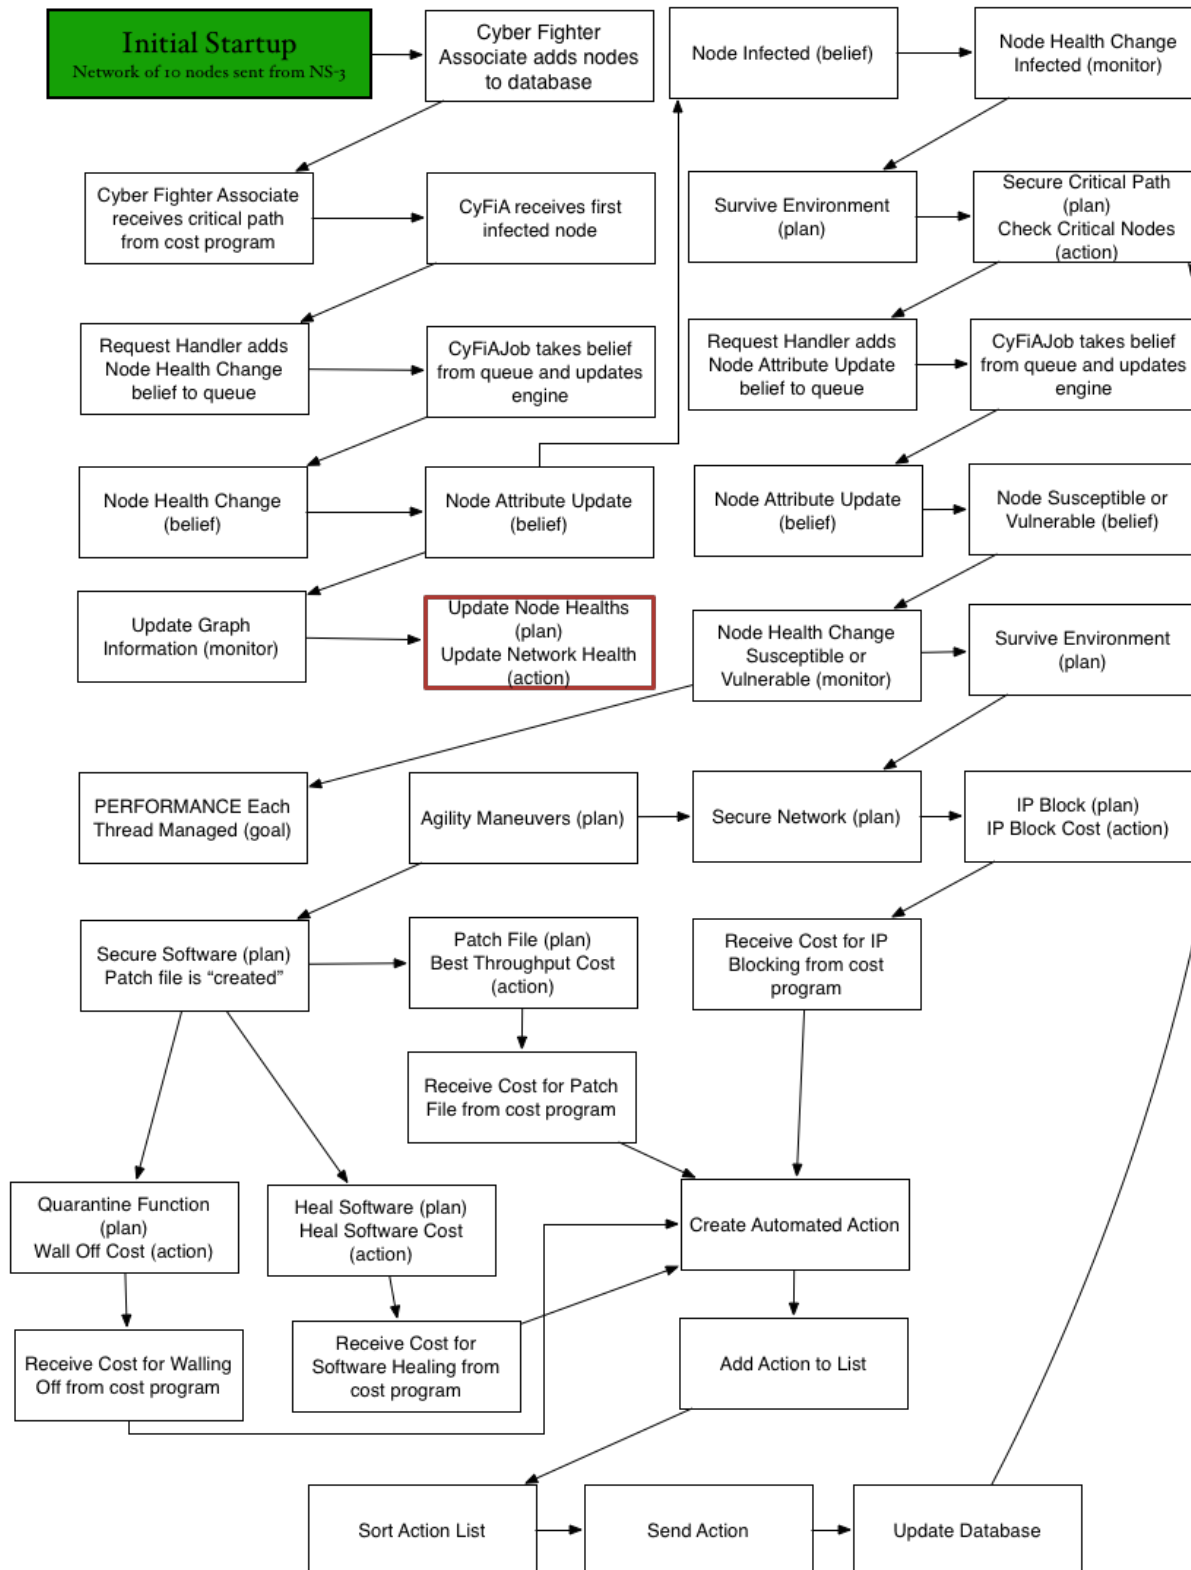 Initial Startup
Network of 10 nodes sent from NS-3
Cyber Fighter
Associate adds nodes
to database
Node Infected (belief)
Node Health Change
Infected (monitor)
Cyber Fighter Associate
receives critical path
from cost program
CyFiA receives first
infected node
Survive Environment
(plan)
Secure Critical Path
(plan)
Check Critical Nodes
(action)
Request Handler adds
Node Health Change
belief to queue
CyFiAJob takes belief
from queue and updates
engine
Request Handler adds
Node Attribute Update
belief to queue
CyFiAJob takes belief
from queue and updates
engine
Node Health Change
(belief)
Node Attribute Update
(belief)
Node Attribute Update
(belief)
Node Susceptible or
Vulnerable (belief)
Update Graph
Information (monitor)
Update Node Healths
(plan)
Update Network Health
(action)
Node Health Change
Susceptible or
Vulnerable (monitor)
Survive Environment
(plan)
PERFORMANCE Each
Thread Managed (goal)
Agility Maneuvers (plan)
Secure Network (plan)
IP Block (plan)
IP Block Cost (action)
Secure Software (plan)
Patch file is “created”
Patch File (plan)
Best Throughput Cost
(action)
Receive Cost for IP
Blocking from cost
program
Receive Cost for Patch
File from cost program
Quarantine Function
(plan)
Wall Off Cost (action)
Heal Software (plan)
Heal Software Cost
(action)
Create Automated Action
Receive Cost for Walling
Off from cost program
Receive Cost for
Software Healing from
cost program
Add Action to List
Sort Action List
Send Action
Update Database